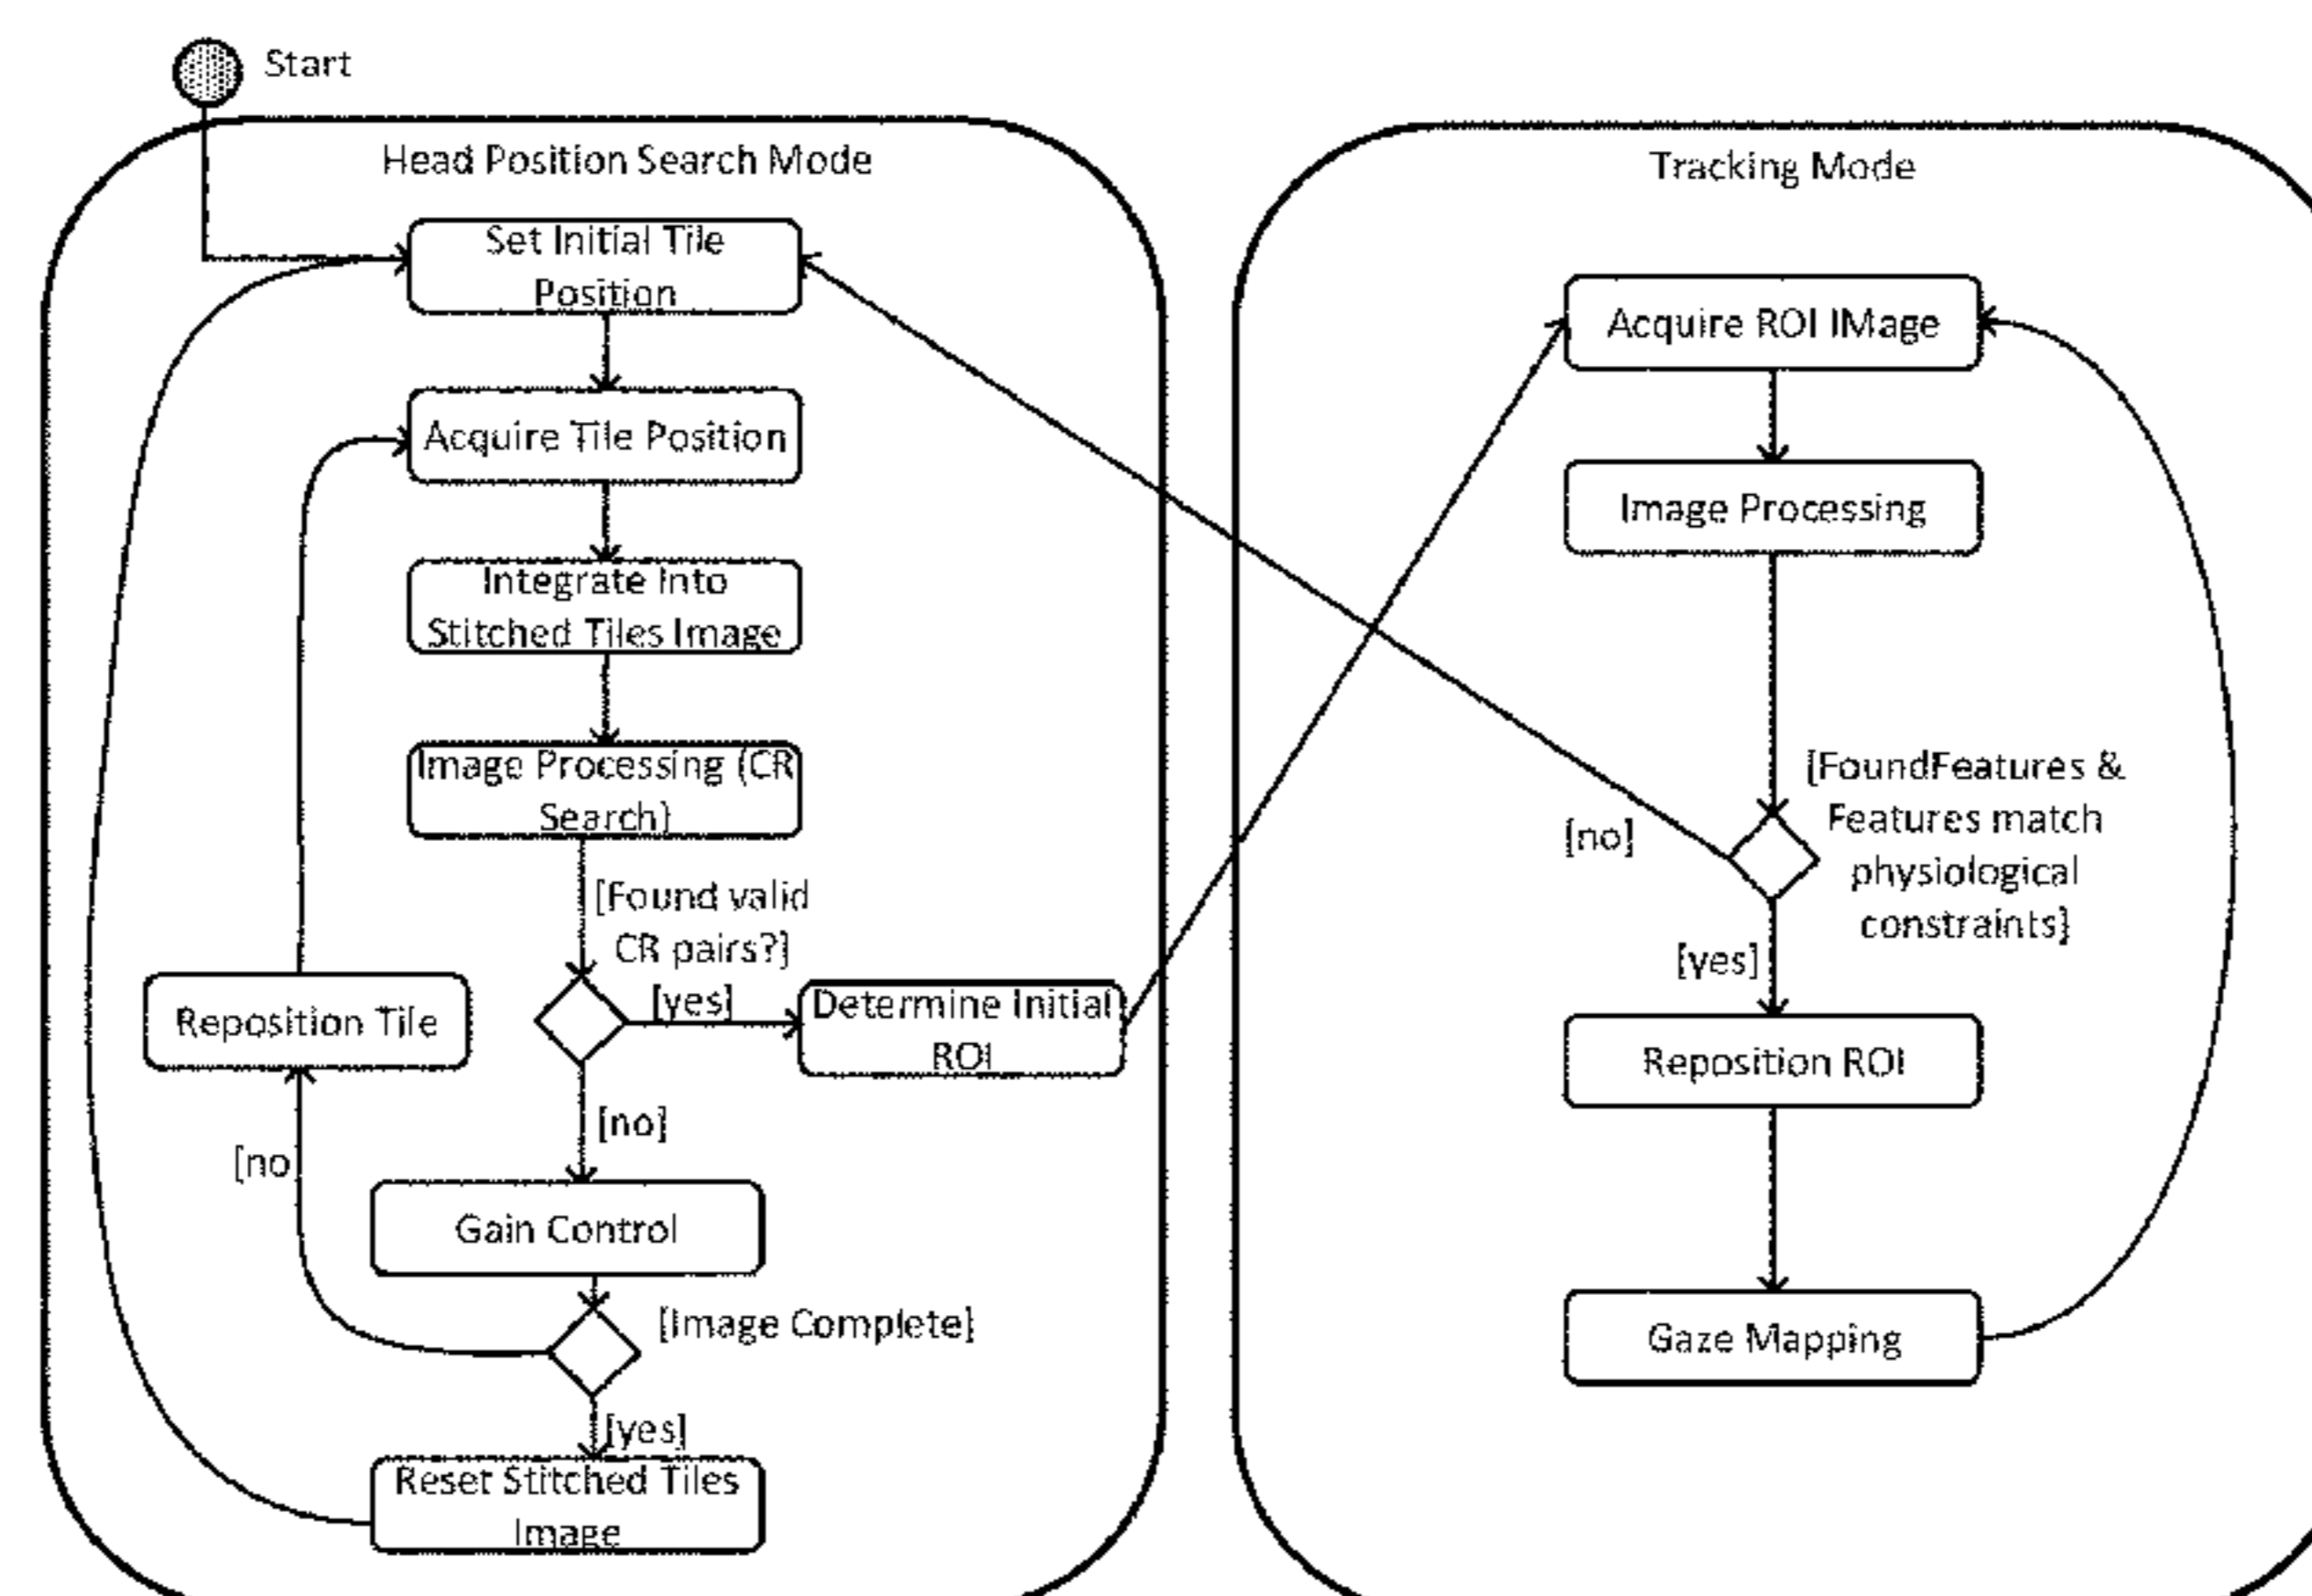 Start
Head Position Search Mode
Set Initial Tile
Position
Acquire Tile Position
Integrate Into
Stitched Tiles Image
Image Processing (CR
Search)
[Found valid
CR pairs?]
[yes]
Determine Initial
ROI
Reposition Tile
[no]
[no
Gain Control
[Image Complete]
[yes]
Reset Stitched Tiles
Image
Tracking Mode
Acquire ROI IMage
Image Processing
[FoundFeatures &
Features match
physiological
constraints]
[no]
[yes]
Reposition ROI
Gaze Mapping